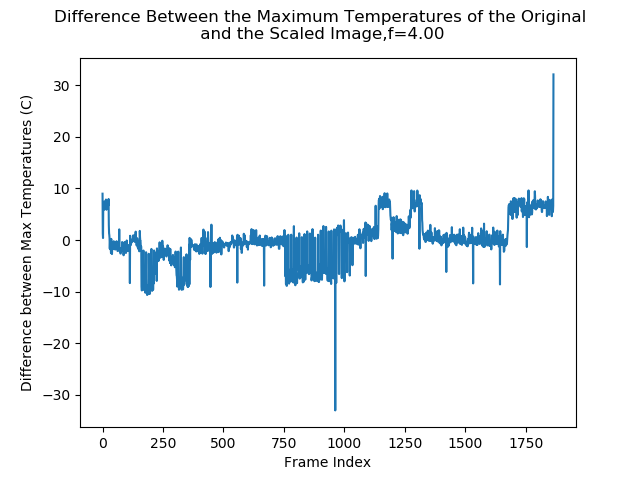 Difference Between the Maximum Temperatures of the Original
and the Scaled Image,f=4.00
Difference between Max Temperatures (C)
30
20
10
0
−10
−20
−30
0 250 500 750 1000 1250 1500 1750
Frame Index